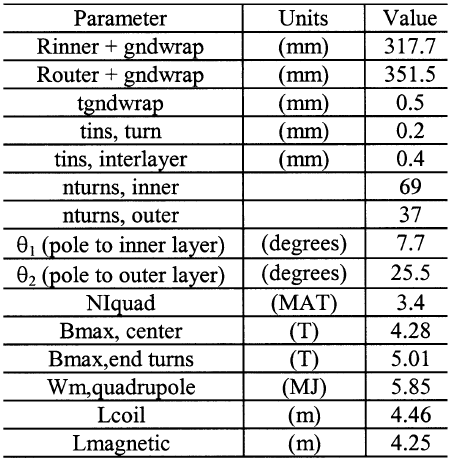 Parameter Units Value
Rinner + gndwrap (mm) 317.7
Router + gndwrap (mm) 351.5
tgndwrap (mm) 0.5
tins, turn (mm) 0.2
tins, interlayer (mm) 0.4
nturns, inner 69
nturns, outer 37
θ₁ (pole to inner layer) (degrees) 7.7
θ₂ (pole to outer layer) (degrees) 25.5
NIquad (MAT) 3.4
Bmax, center (T) 4.28
Bmax,end turns (T) 5.01
Wm,quadrupole (MJ) 5.85
Lcoil (m) 4.46
Lmagnetic (m) 4.25